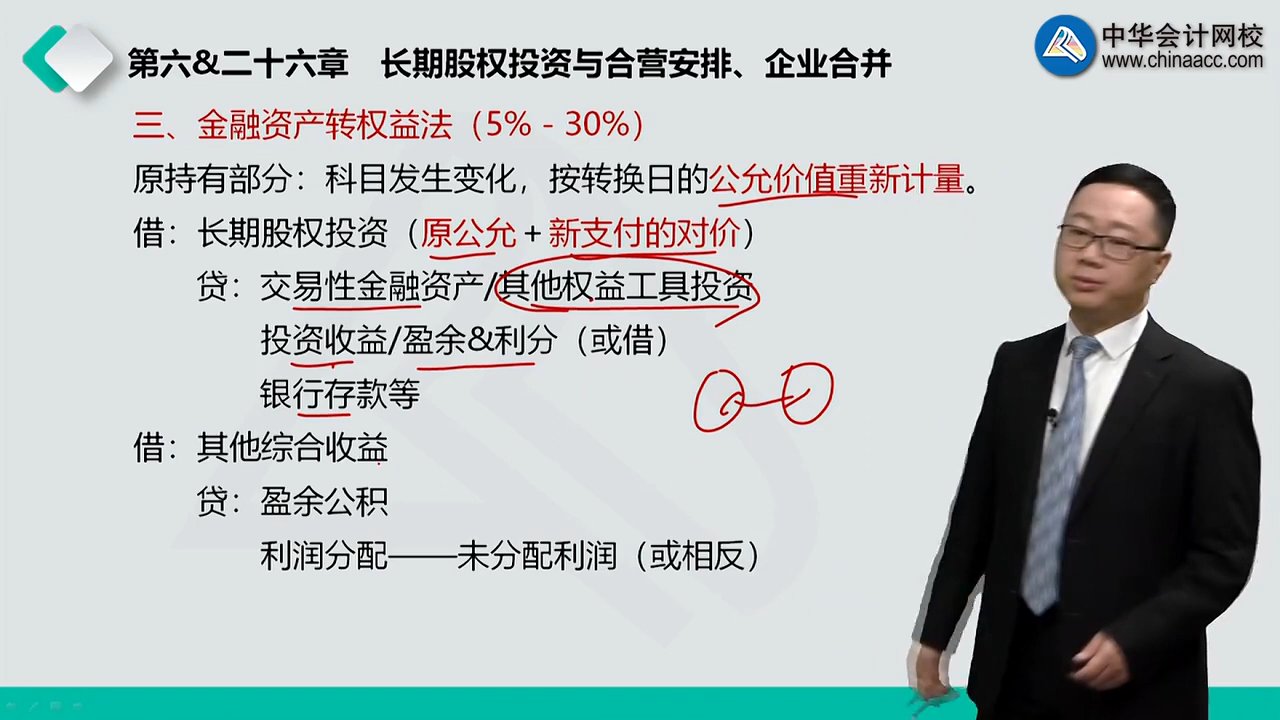 第六&二十六章 长期股权投资与合营安排、企业合并
中华会计网校
www.chinaacc.com
三、金融资产转权益法（5% - 30%）
原持有部分：科目发生变化，按转换日的公允价值重新计量。
借：长期股权投资（原公允＋新支付的对价）
贷：交易性金融资产/其他权益工具投资
投资收益/盈余&利分（或借）
银行存款等
借：其他综合收益
贷：盈余公积
利润分配——未分配利润（或相反）